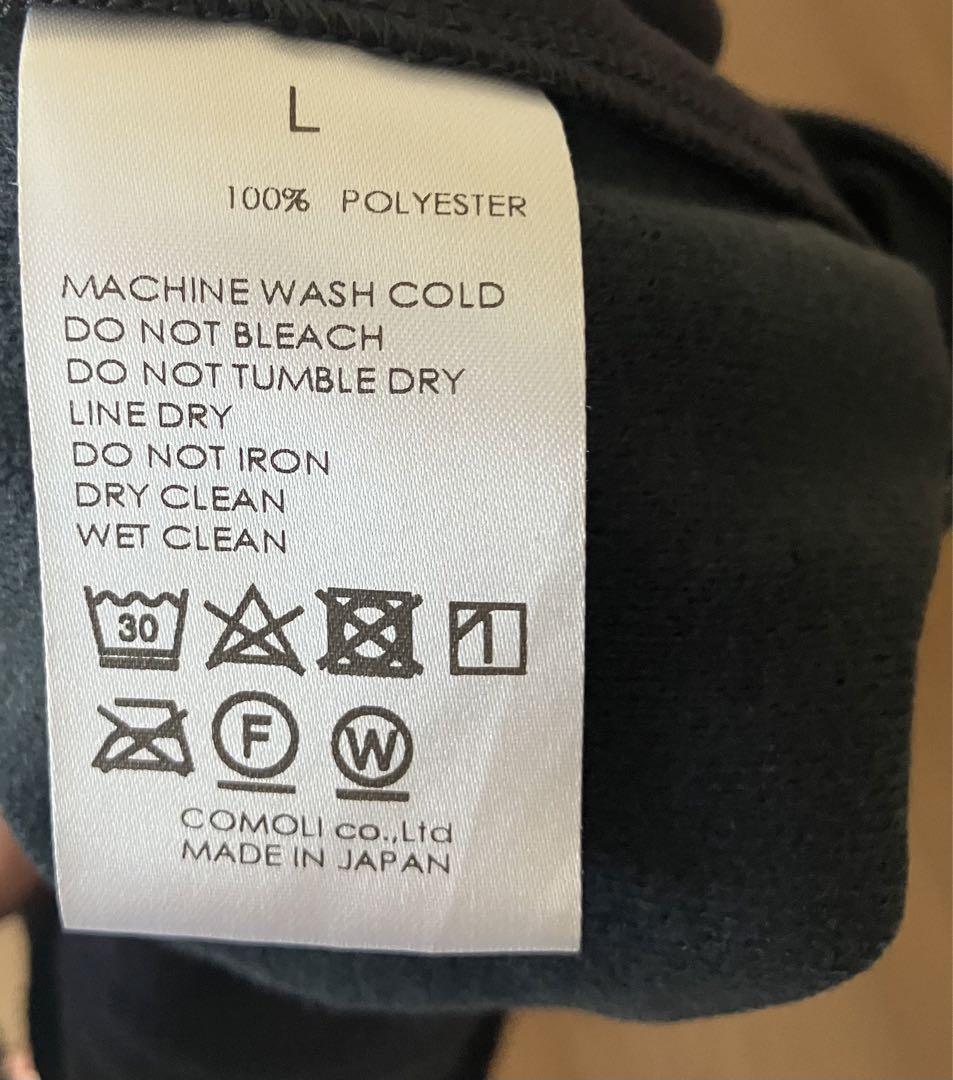 L
100% POLYESTER
MACHINE WASH COLD
DO NOT BLEACH
DO NOT TUMBLE DRY
LINE DRY
DO NOT IRON
DRY CLEAN
WET CLEAN
30
F W
COMOLI co.,Ltd
MADE IN JAPAN